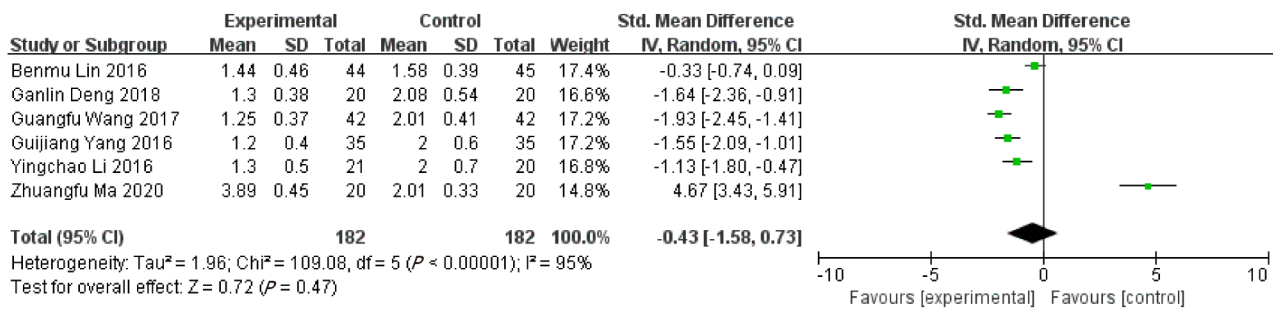 Experimental Control Std. Mean Difference Std. Mean Difference
Study or Subgroup Mean SD Total Mean SD Total Weight IV, Random, 95% CI IV, Random, 95% CI
Benmu Lin 2016 1.44 0.46 44 1.58 0.39 45 17.4% -0.33 [-0.74, 0.09]
Ganlin Deng 2018 1.3 0.38 20 2.08 0.54 20 16.6% -1.64 [-2.36, -0.91]
Guangfu Wang 2017 1.25 0.37 42 2.01 0.41 42 17.2% -1.93 [-2.45, -1.41]
Guijiang Yang 2016 1.2 0.4 35 2 0.6 35 17.2% -1.55 [-2.09, -1.01]
Yingchao Li 2016 1.3 0.5 21 2 0.7 20 16.8% -1.13 [-1.80, -0.47]
Zhuangfu Ma 2020 3.89 0.45 20 2.01 0.33 20 14.8% 4.67 [3.43, 5.91]
Total (95% CI) 182 182 100.0% -0.43 [-1.58, 0.73]
Heterogeneity: Tau² = 1.96; Chi² = 109.08, df = 5 (P < 0.00001); I² = 95%
Test for overall effect: Z = 0.72 (P = 0.47)
-10 -5 0 5 10
Favours [experimental] Favours [control]